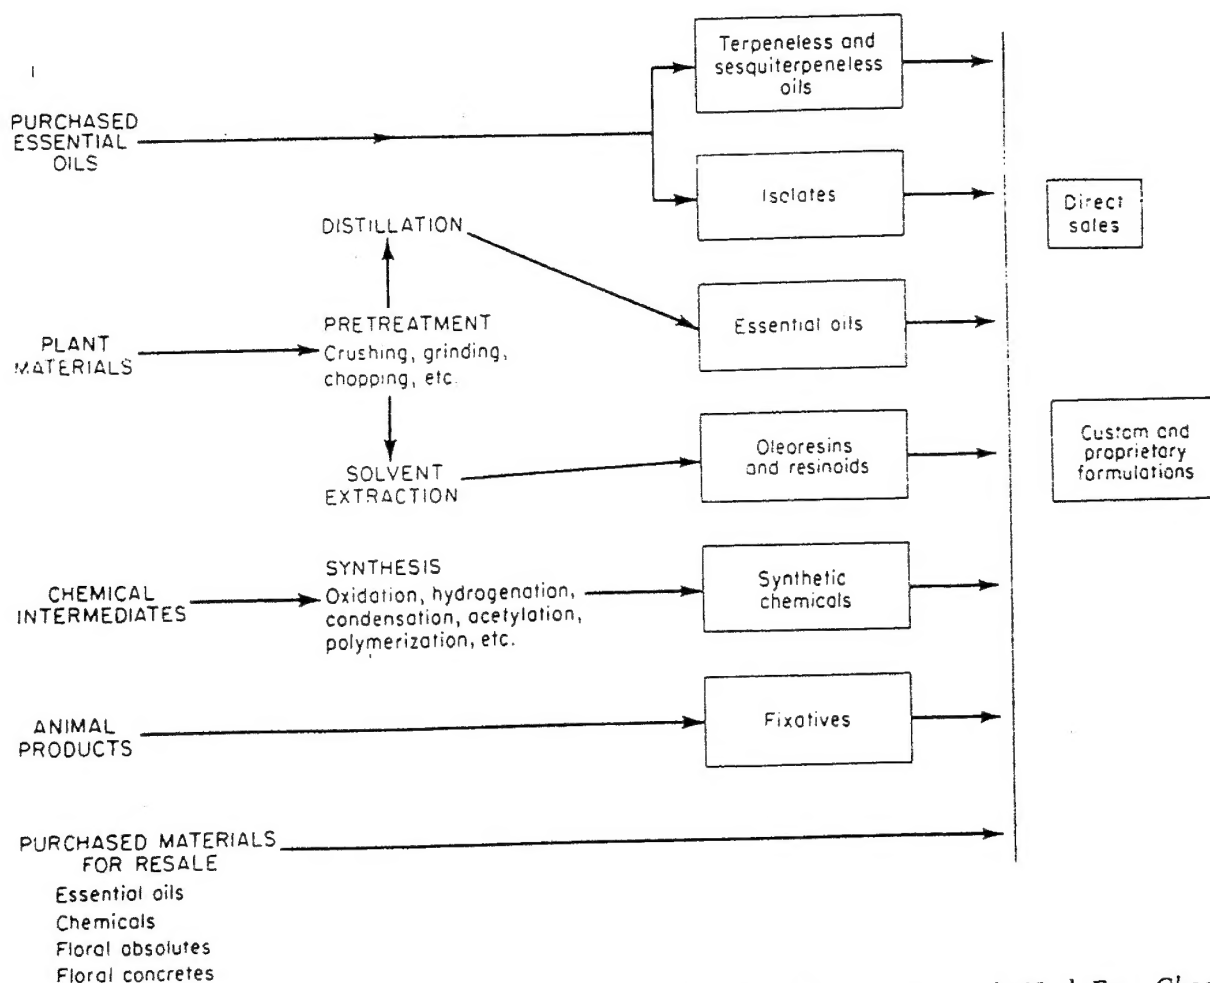 Terpeneless and
sesquiterpeneless
oils
PURCHASED
ESSENTIAL
OILS
Isolates
Direct
sales
DISTILLATION
Essential oils
PRETREATMENT
Crushing, grinding,
chopping, etc.
PLANT
MATERIALS
Oleoresins
and resinoids
Custom and
proprietary
formulations
SOLVENT
EXTRACTION
SYNTHESIS
Oxidation, hydrogenation,
condensation, acetylation,
polymerization, etc.
CHEMICAL
INTERMEDIATES
Synthetic
chemicals
Fixatives
ANIMAL
PRODUCTS
PURCHASED MATERIALS
FOR RESALE
Essential oils
Chemicals
Floral absolutes
Floral concretes